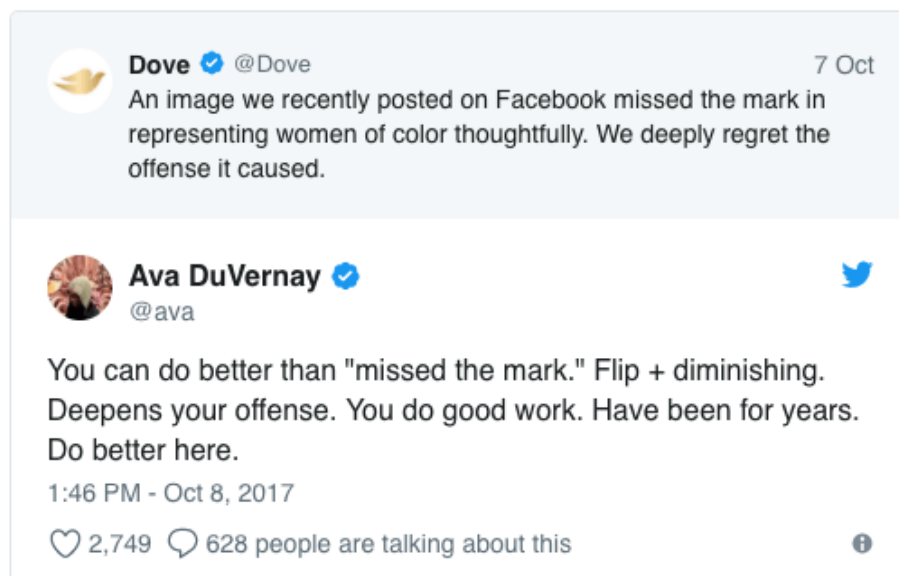 Dove @Dove 7 Oct
An image we recently posted on Facebook missed the mark in
representing women of color thoughtfully. We deeply regret the
offense it caused.
Ava DuVernay
@ava
You can do better than "missed the mark." Flip + diminishing.
Deepens your offense. You do good work. Have been for years.
Do better here.
1:46 PM - Oct 8, 2017
2,749 628 people are talking about this